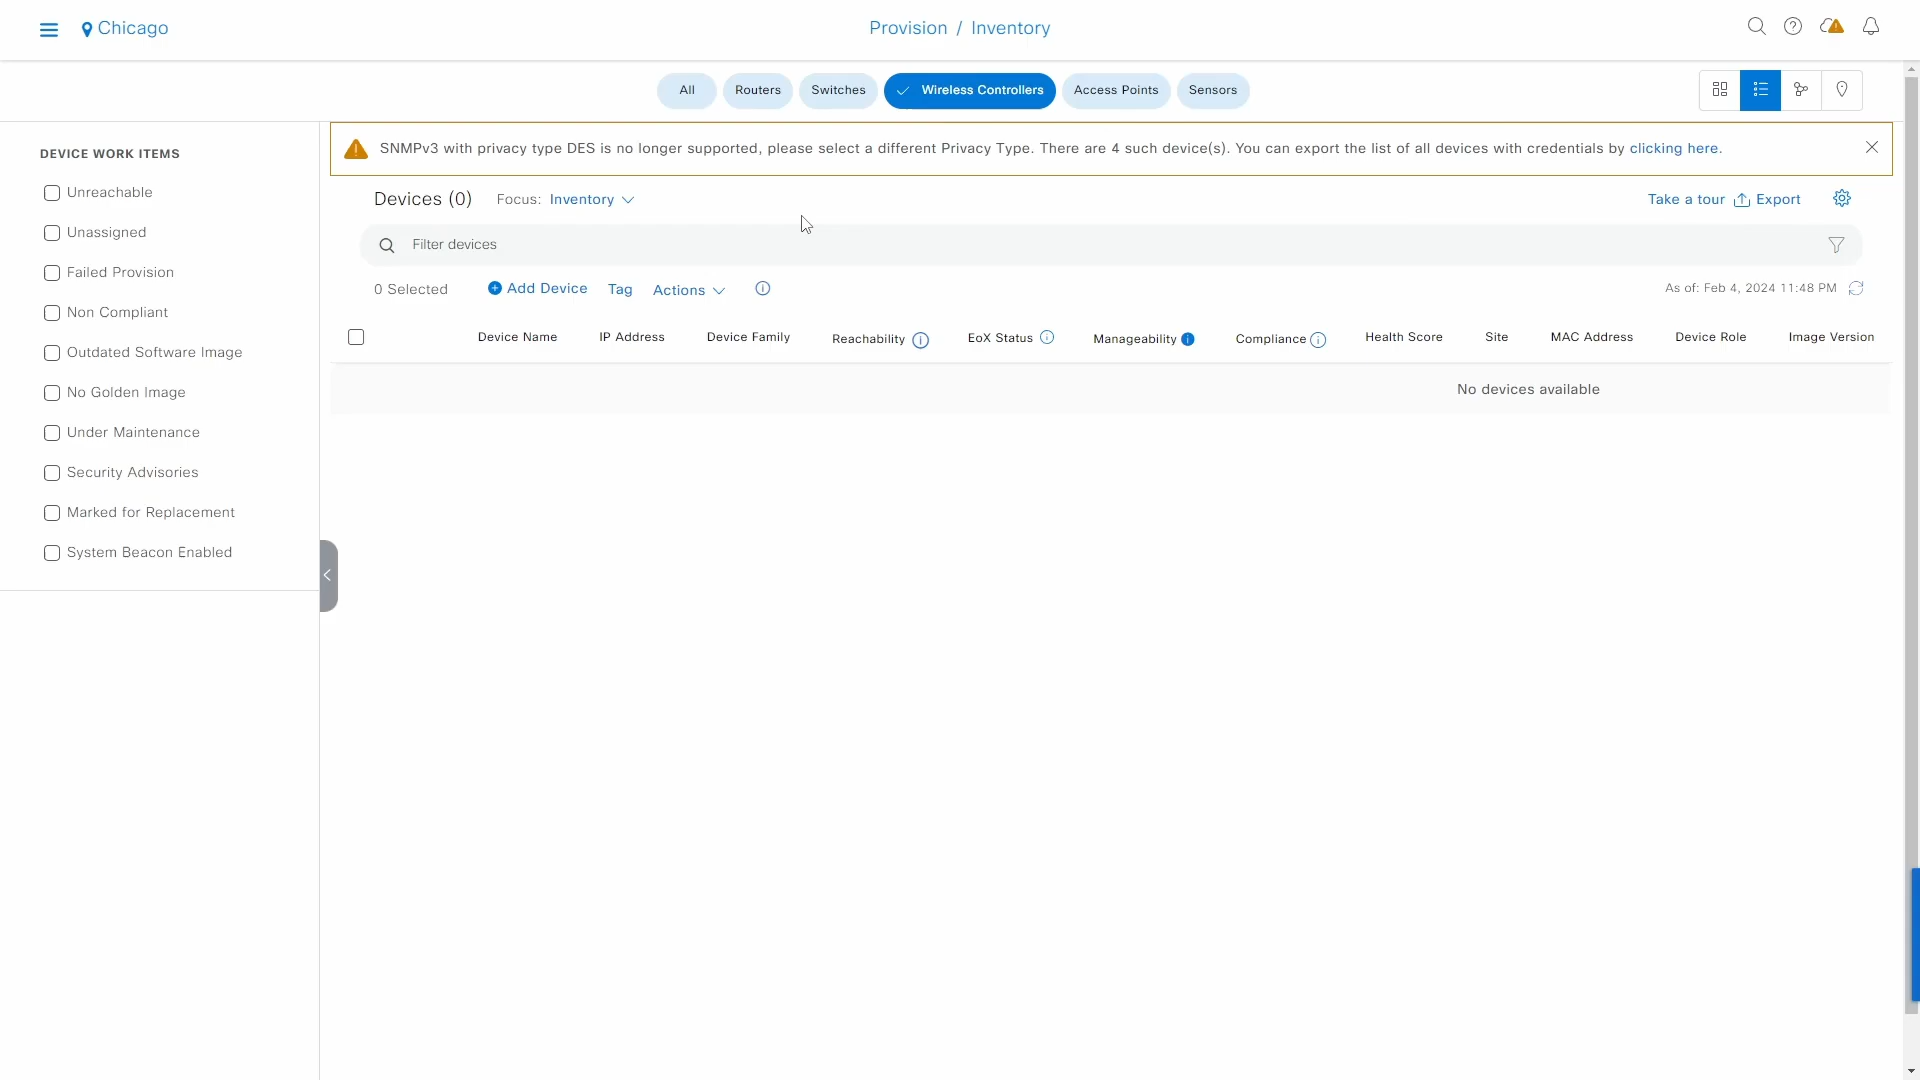 Chicago
Provision / Inventory
All
Routers
Switches
Wireless Controllers
Access Points
Sensors
DEVICE WORK ITEMS
Unreachable
Unassigned
Failed Provision
Non Compliant
Outdated Software Image
No Golden Image
Under Maintenance
Security Advisories
Marked for Replacement
System Beacon Enabled
SNMPv3 with privacy type DES is no longer supported, please select a different Privacy Type. There are 4 such device(s). You can export the list of all devices with credentials by clicking here.
Devices (0) Focus: Inventory
Take a tour Export
Filter devices
0 Selected Add Device Tag Actions
As of: Feb 4, 2024 11:48 PM
Device Name IP Address Device Family Reachability EoX Status Manageability Compliance Health Score Site MAC Address Device Role Image Version
No devices available